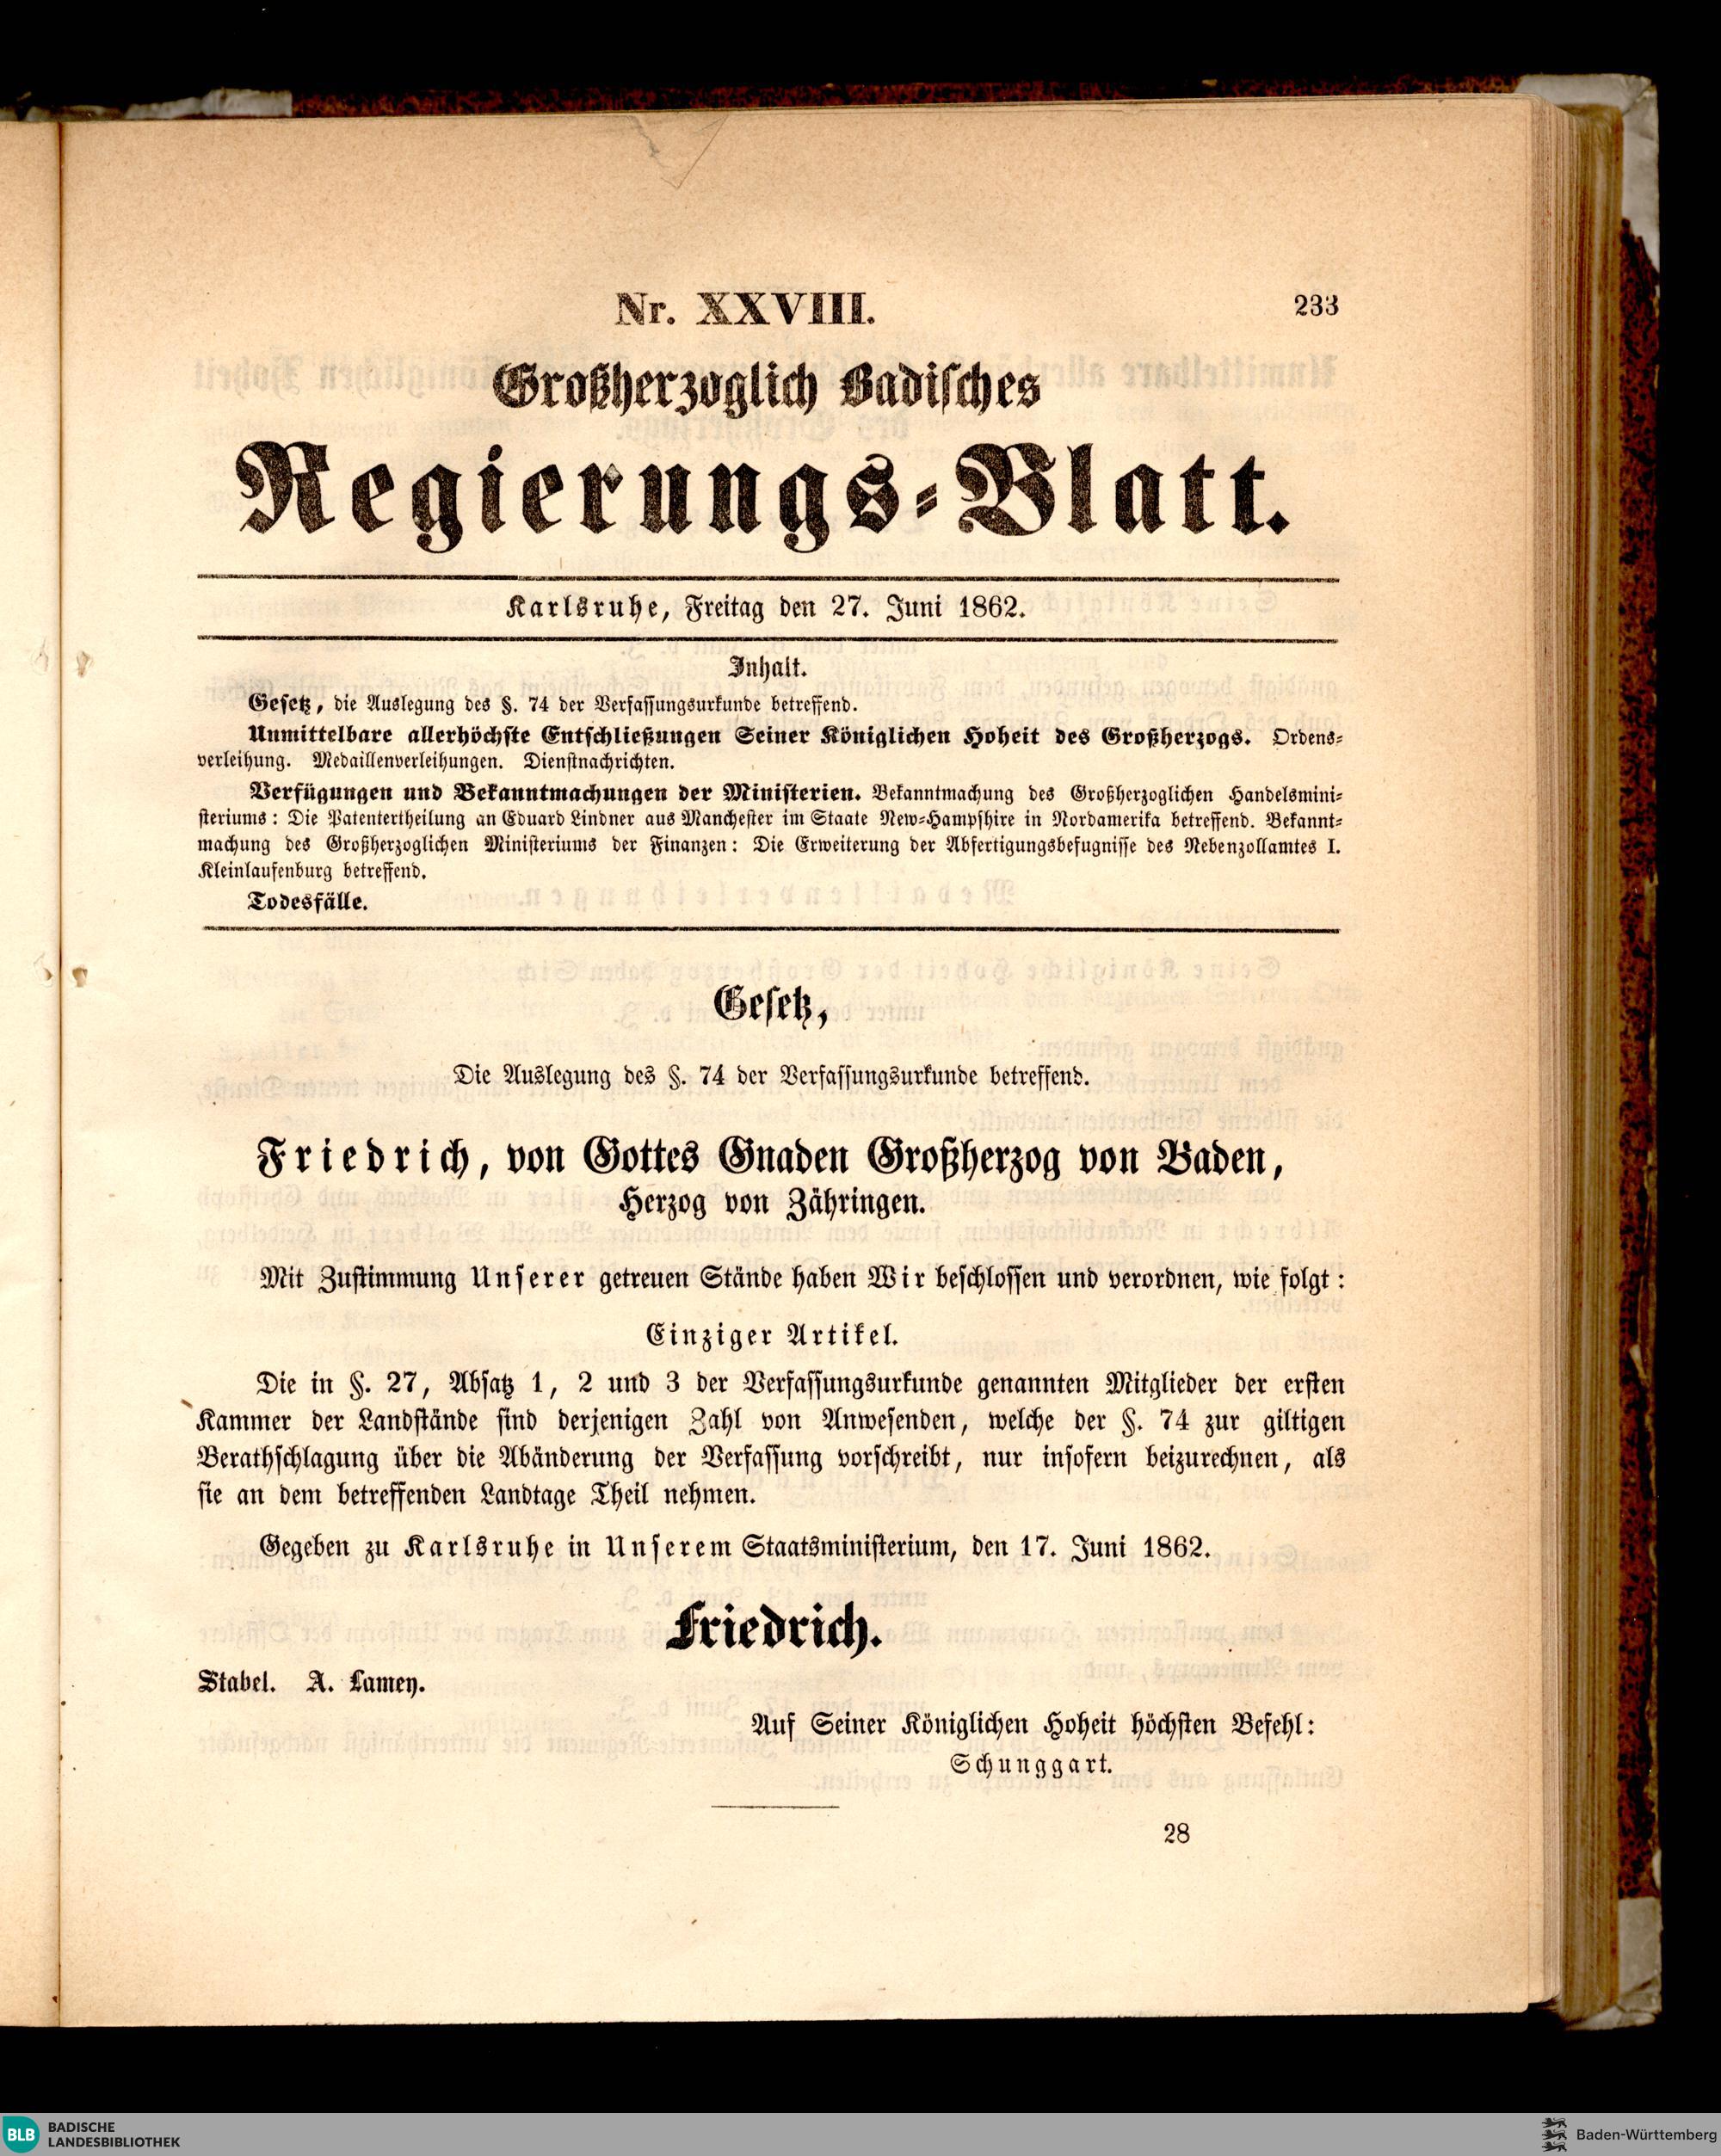 Nr. XXVIII.
233
Großherzoglich Badisches
Regierungs-Blatt.
Karlsruhe, Freitag den 27. Juni 1862.
Inhalt.
Gesetz, die Auslegung des §. 74 der Verfassungsurkunde betreffend.
Unmittelbare allerhöchste Entschließungen Seiner Königlichen Hoheit des Großherzogs. Ordens-
verleihung. Medaillenverleihungen. Dienstnachrichten.
Verfügungen und Bekanntmachungen der Ministerien. Bekanntmachung des Großherzoglichen Handelsmini-
steriums: Die Patentertheilung an Eduard Lindner aus Manchester im Staate New-Hampshire in Nordamerika betreffend. Bekannt-
machung des Großherzoglichen Ministeriums der Finanzen: Die Erweiterung der Abfertigungsbefugnisse des Nebenzollamtes I.
Kleinlaufenburg betreffend.
Todesfälle.
Gesetz,
Die Auslegung des §. 74 der Verfassungsurkunde betreffend.
Friedrich, von Gottes Gnaden Großherzog von Baden,
Herzog von Zähringen.
Mit Zustimmung Unserer getreuen Stände haben Wir beschlossen und verordnen, wie folgt:
Einziger Artikel.
Die in §. 27, Absatz 1, 2 und 3 der Verfassungsurkunde genannten Mitglieder der ersten
Kammer der Landstände sind derjenigen Zahl von Anwesenden, welche der §. 74 zur giltigen
Berathschlagung über die Abänderung der Verfassung vorschreibt, nur insofern beizurechnen, als
sie an dem betreffenden Landtage Theil nehmen.
Gegeben zu Karlsruhe in Unserem Staatsministerium, den 17. Juni 1862.
Friedrich.
Stabel. A. Lamey.
Auf Seiner Königlichen Hoheit höchsten Befehl:
Schunggart.
28
BLB BADISCHE
LANDESBIBLIOTHEK
Baden-Württemberg